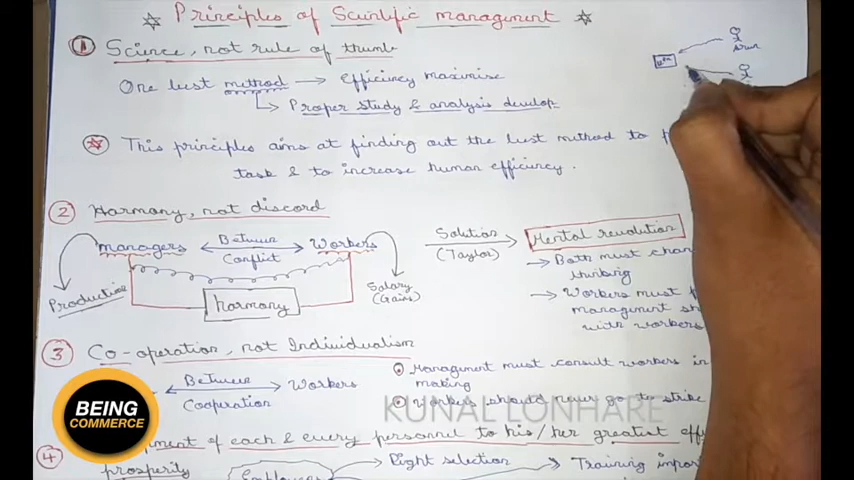 Principles of Scintific management
1 Science, not rule of thumb
One best method → Efficiency maximise
Proper study & analysis develop
This principles aims at finding out the best method to
task & to increase human efficiency.
2 Harmony, not discord
managers Between Conflict Workers
Production harmony Salary (Gains)
Solution (Taylor) Mental revolution
→ Both must
thinking
→ Workers must
management
with workers
3 Co-operation, not Individualism
Between Cooperation Workers
management must consult workers in
making
Workers should never go to strike
KUNAL LONHARE
BEING
COMMERCE
4 of each & every personnel to his/her greatest
prosperity
Employees → Right selection → Training